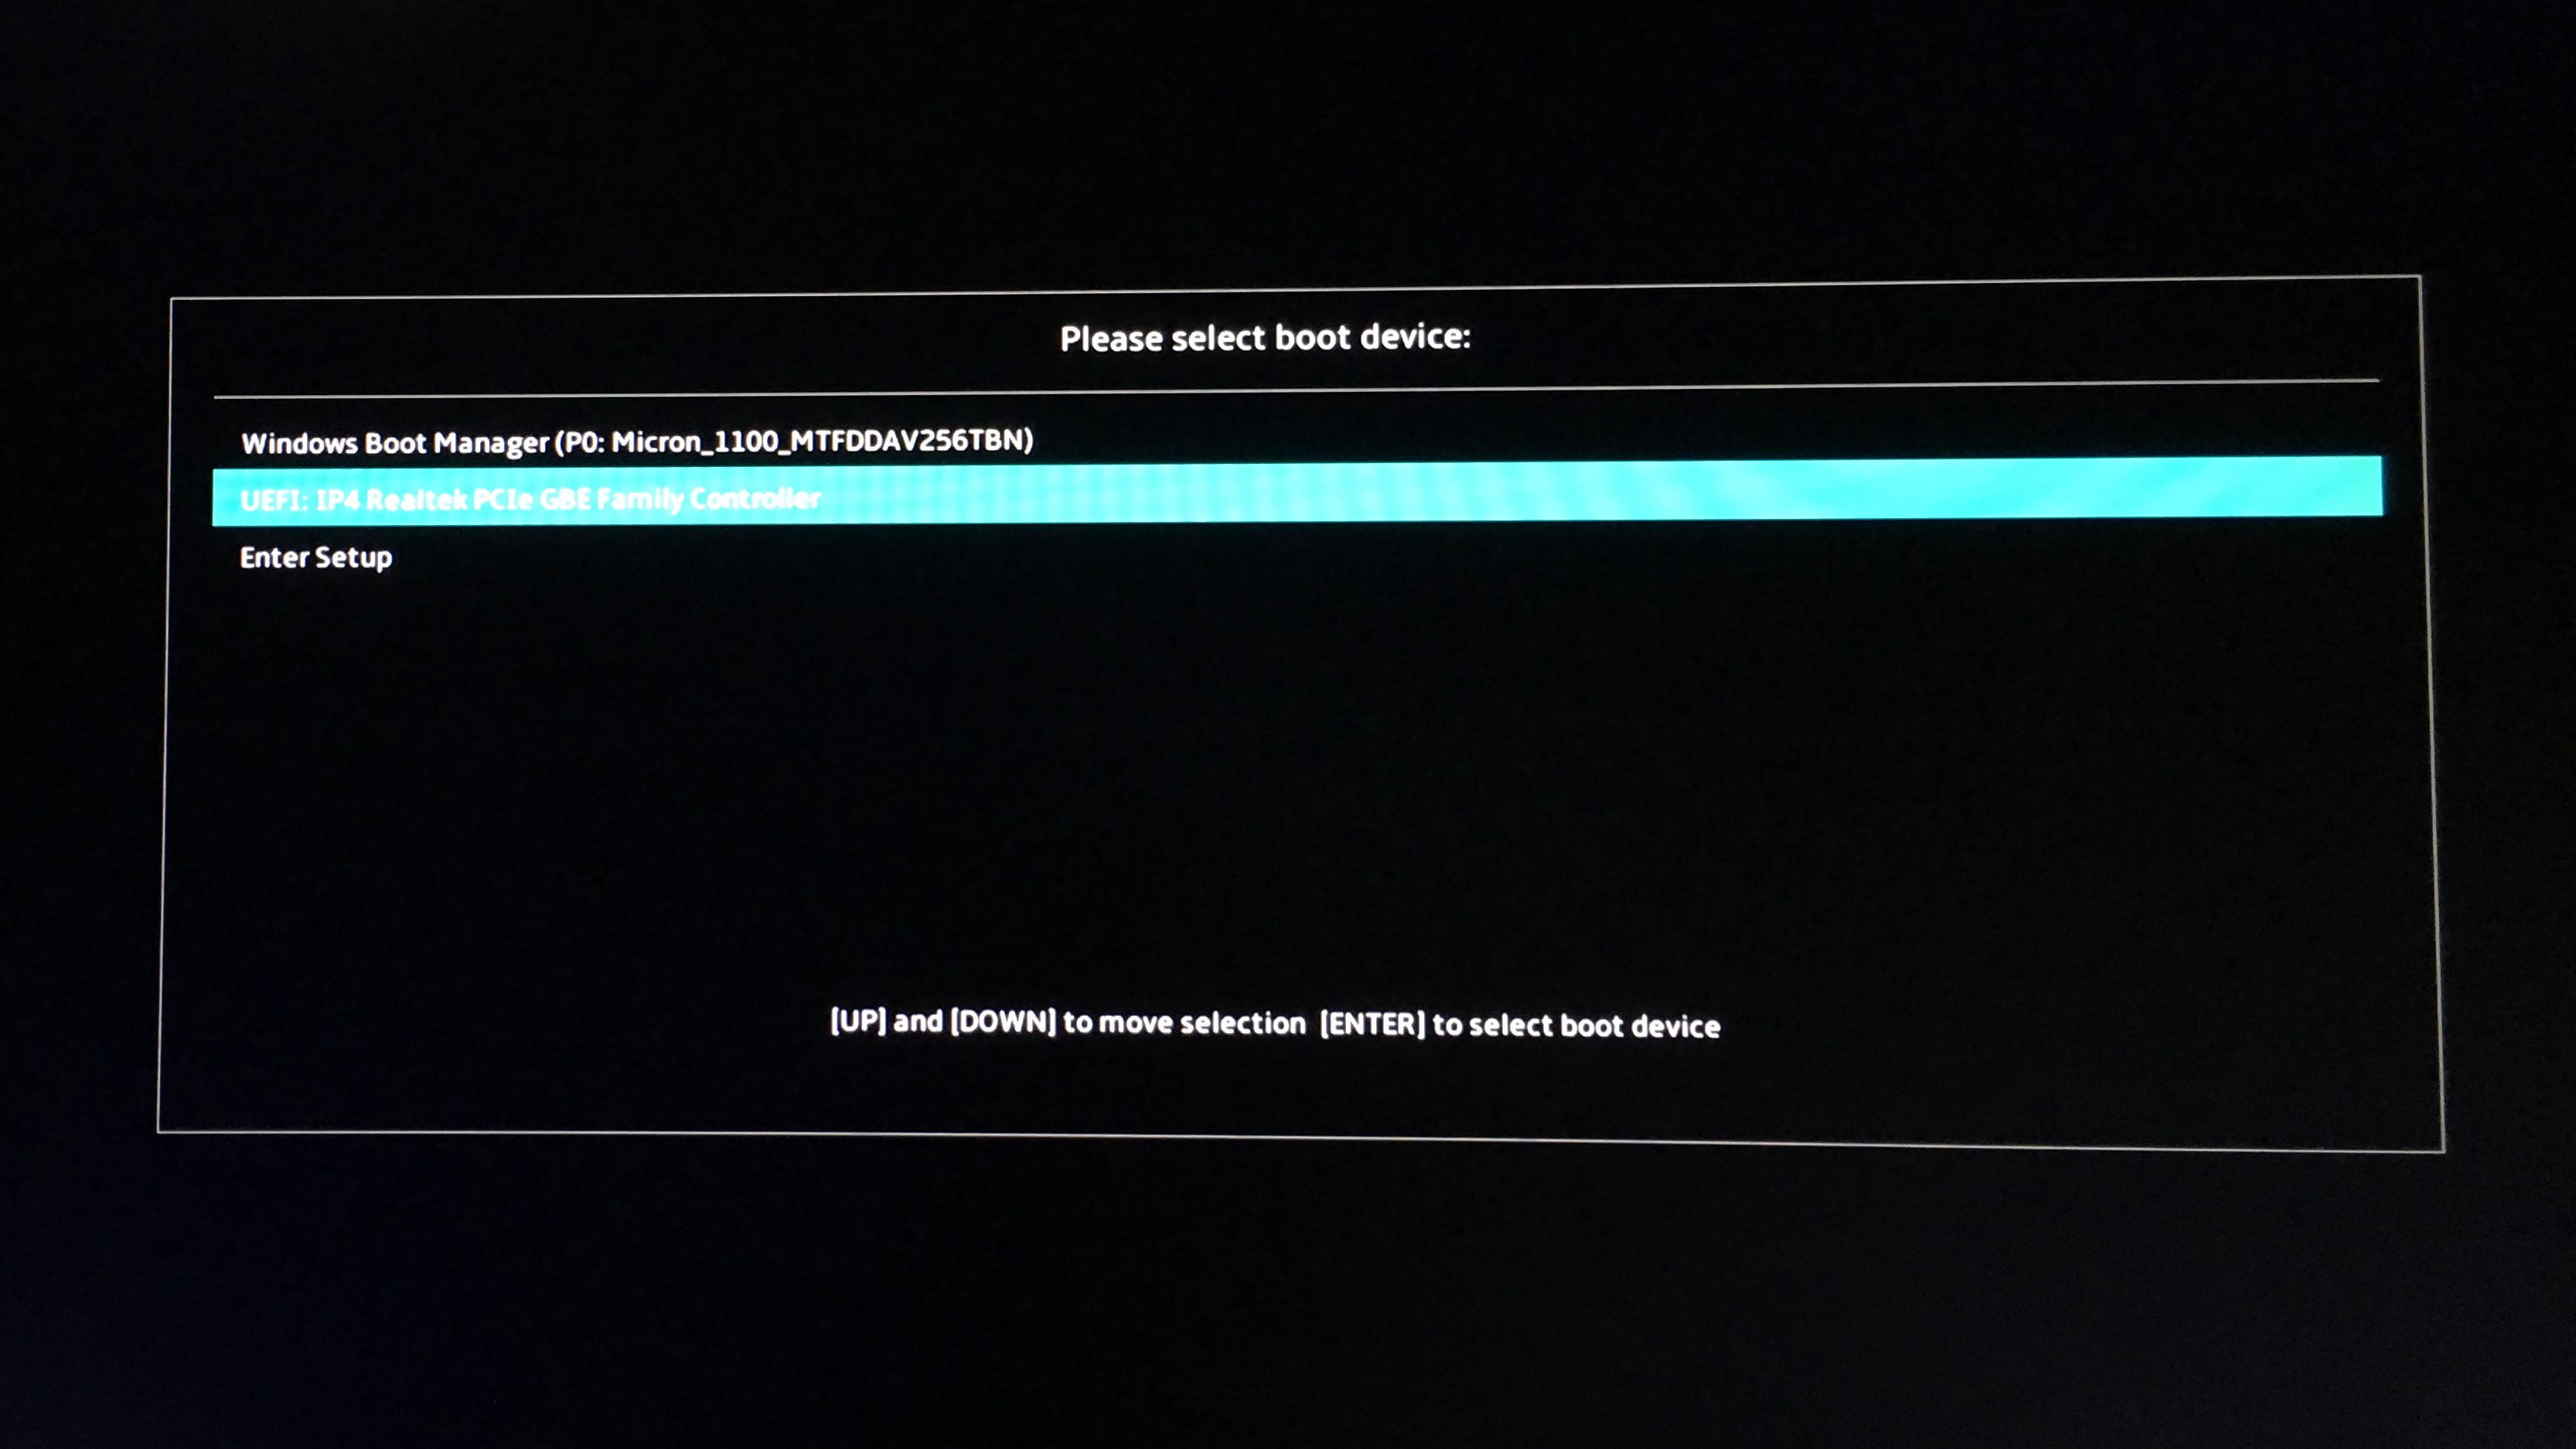 Please select boot device:
Windows Boot Manager (P0: Micron_1100_MTFDDAV256TBN)
UEFI: IP4 Realtek PCIe GBE Family Controller
Enter Setup
[UP] and [DOWN] to move selection [ENTER] to select boot device